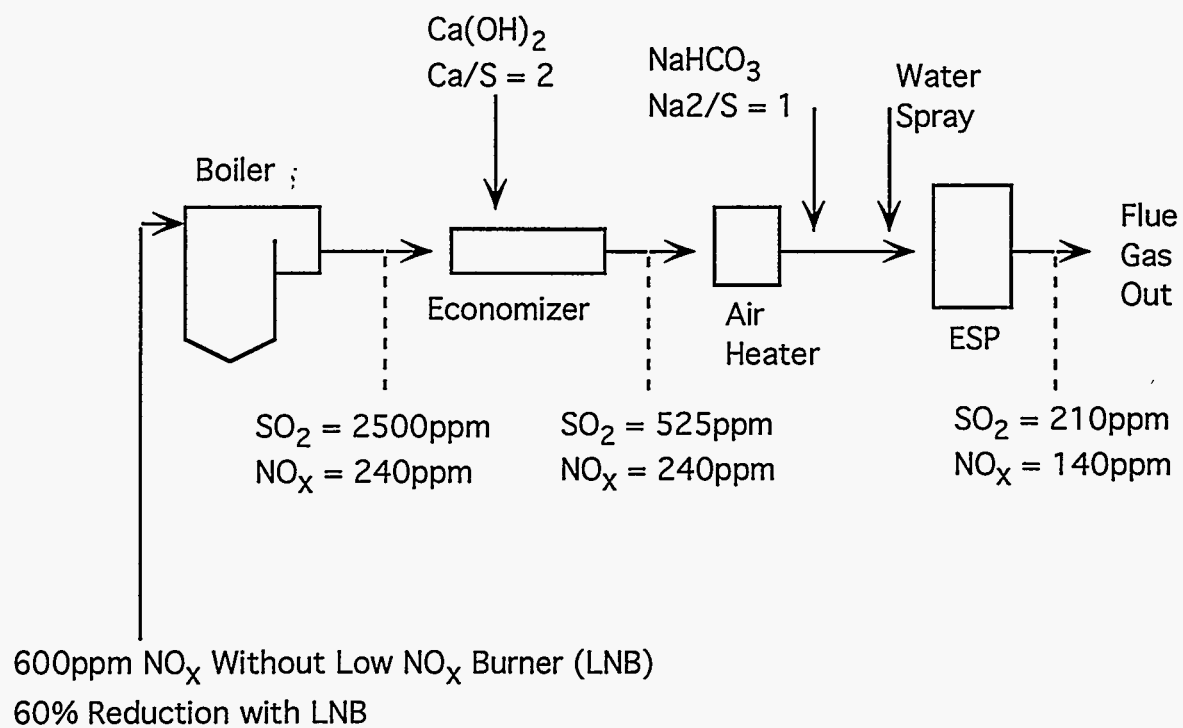 Ca(OH)2
Ca/S = 2
NaHCO3
Na2/S = 1
Water
Spray
Boiler
Flue
Gas
Out
Economizer
Air
Heater
ESP
SO2 = 2500ppm
NOX = 240ppm
SO2 = 525ppm
NOX = 240ppm
SO2 = 210ppm
NOX = 140ppm
600ppm NOX Without Low NOX Burner (LNB)
60% Reduction with LNB